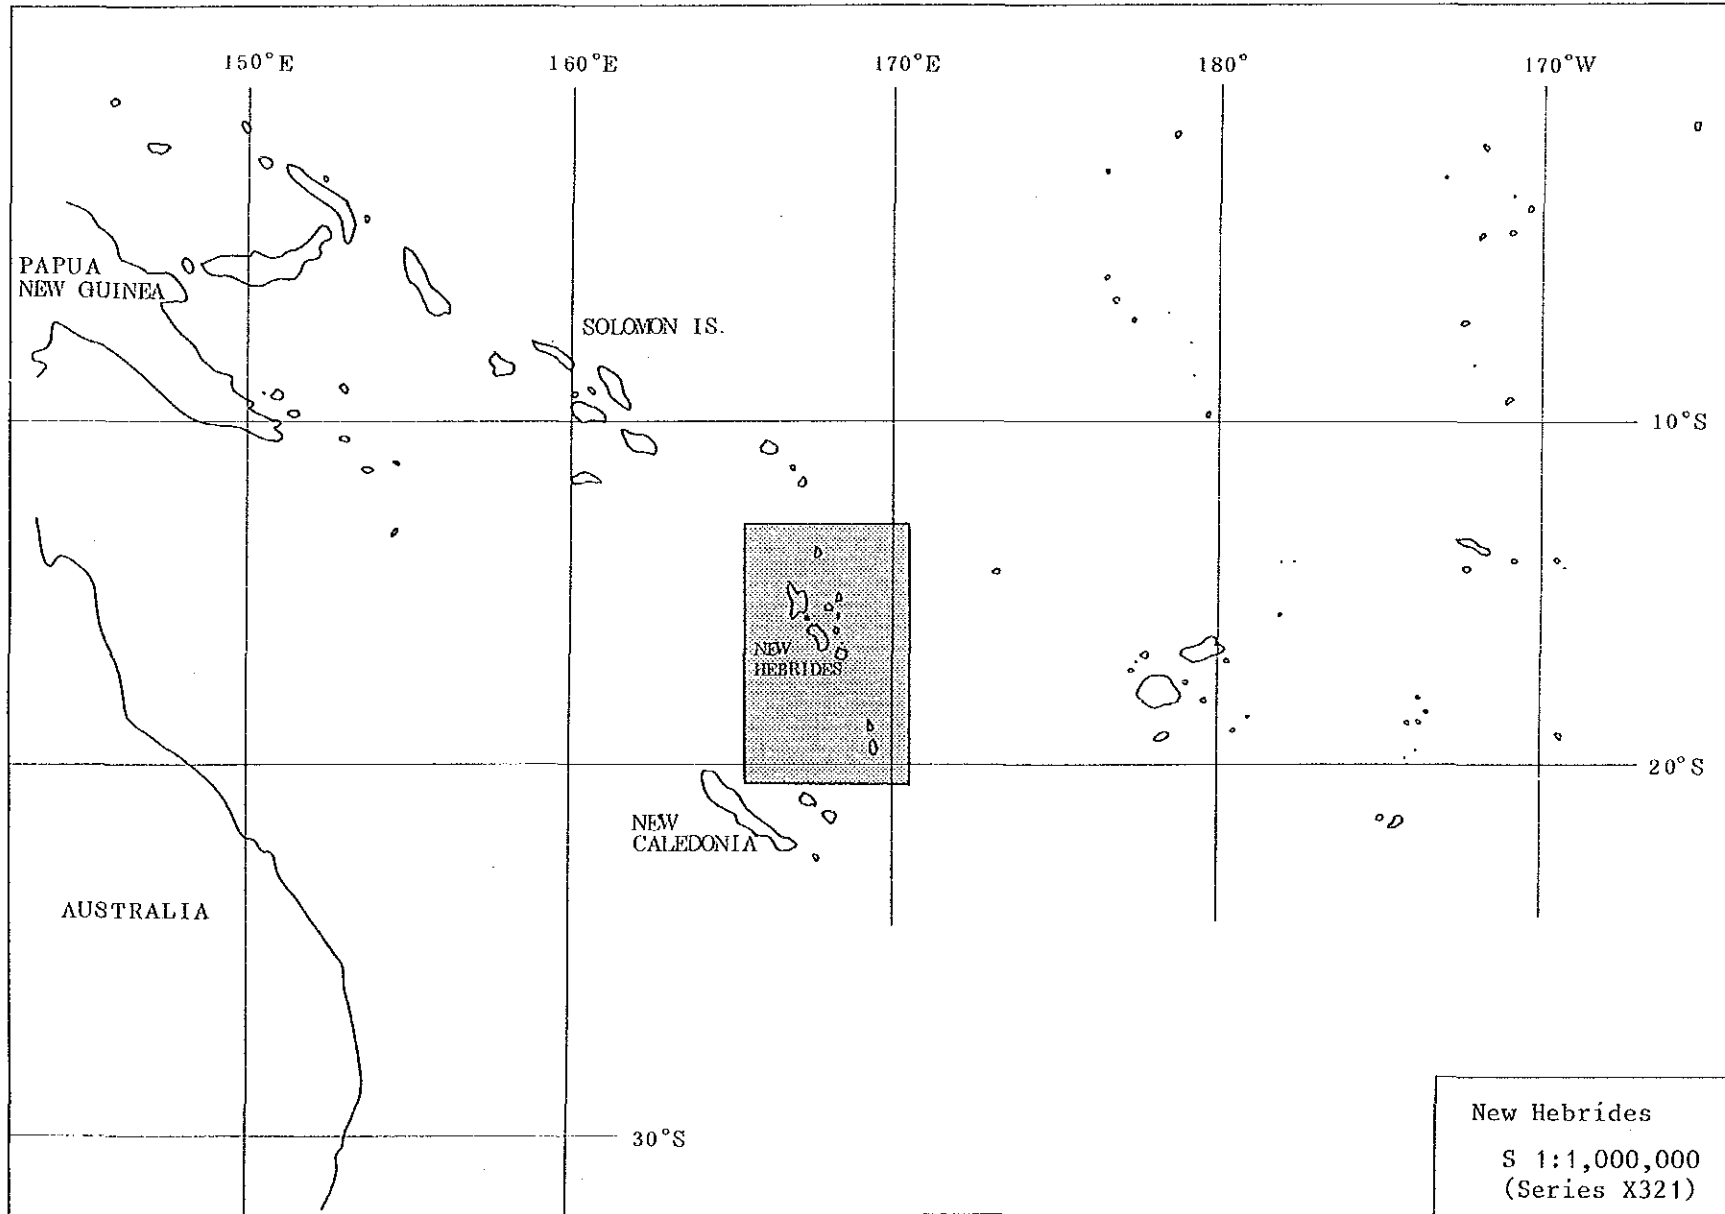 150°E
160°E
170°E
180°
170°W
PAPUA
NEW GUINEA
SOLOMON IS.
10°S
NEW
HEBRIDES
20°S
NEW
CALEDONIA
AUSTRALIA
30°S
New Hebrides
S 1:1,000,000
(Series X321)